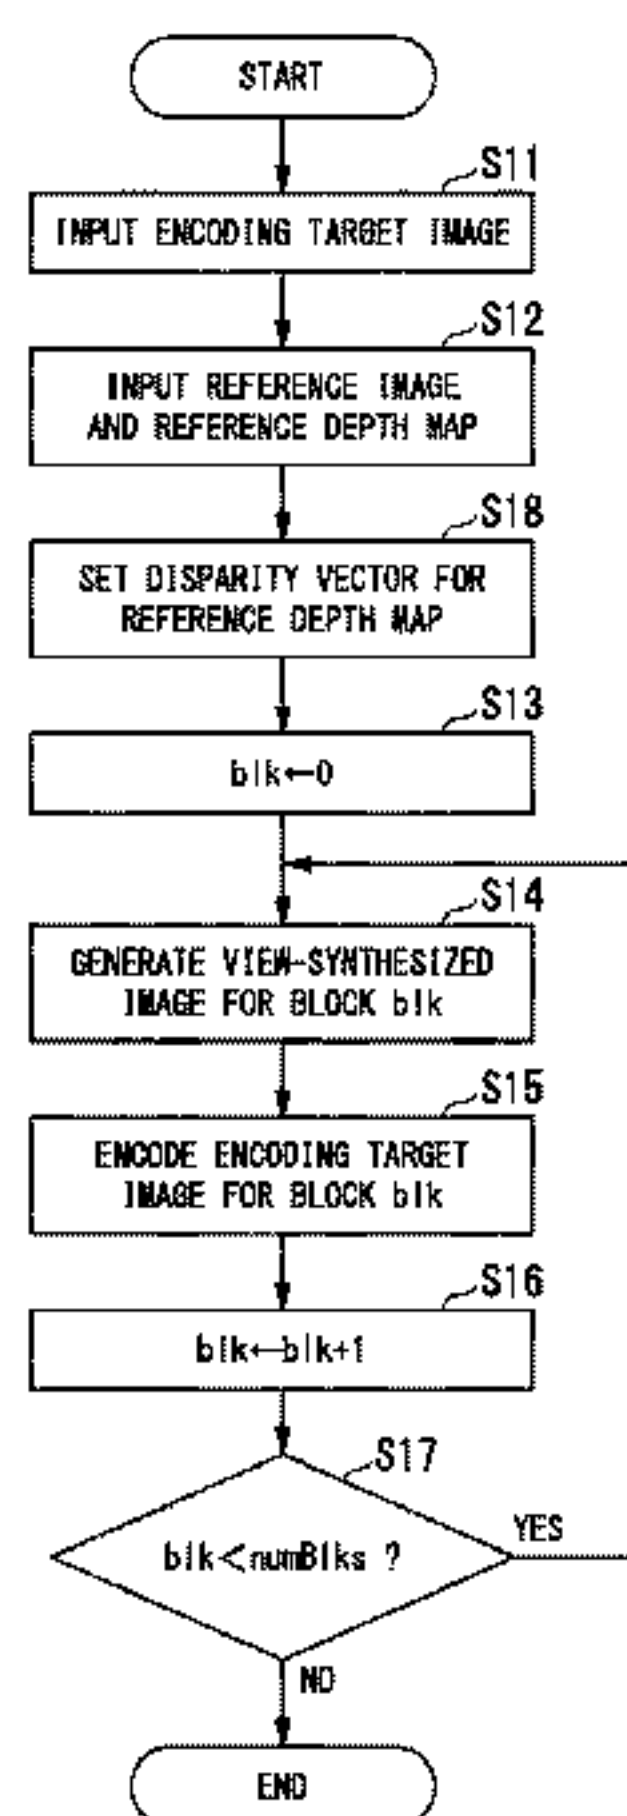 START
S11
INPUT ENCODING TARGET IMAGE
S12
INPUT REFERENCE IMAGE
AND REFERENCE DEPTH MAP
S18
SET DISPARITY VECTOR FOR
REFERENCE DEPTH MAP
S13
blk←0
S14
GENERATE VIEW-SYNTHESIZED
IMAGE FOR BLOCK blk
S15
ENCODE ENCODING TARGET
IMAGE FOR BLOCK blk
S16
blk←blk+1
S17
blk<numBlks ?
YES
NO
END